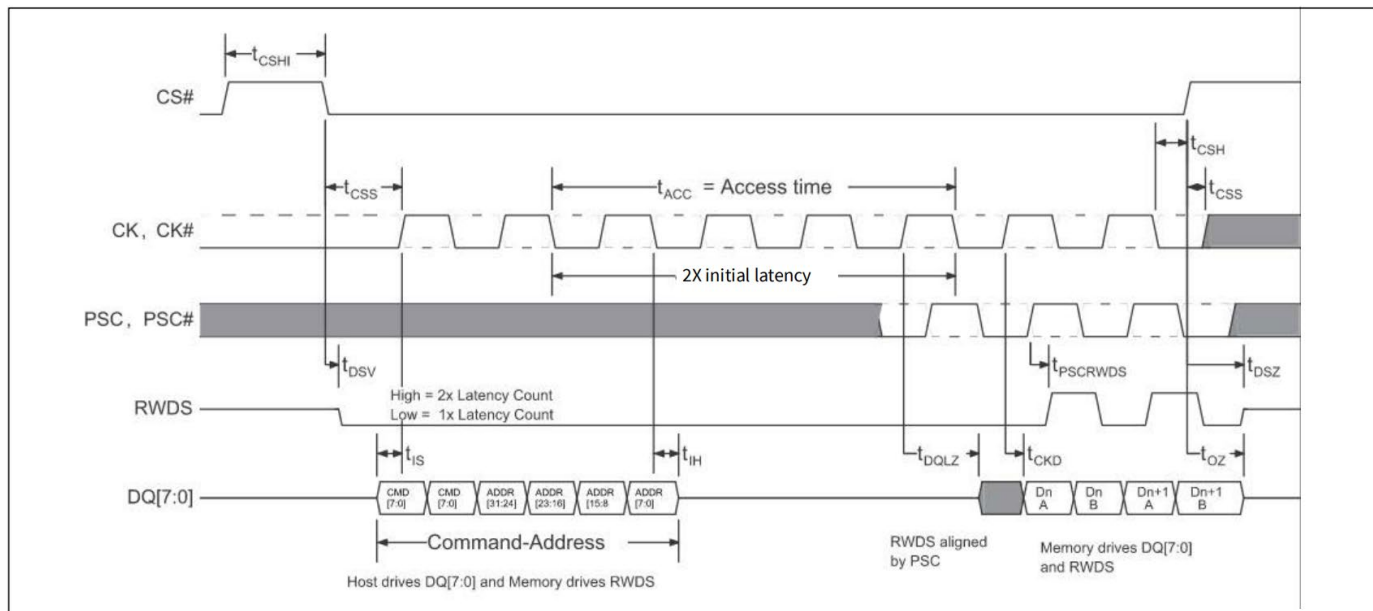 tCSHI
CS#
tCSH
tCSS
tACC = Access time
tCSS
CK, CK#
2X initial latency
PSC, PSC#
tDSV
tPSCRWDS
tDSZ
High = 2x Latency Count
RWDS
Low = 1x Latency Count
tIS
tIH
tDQLZ
tCKD
tOZ
DQ[7:0]
CMD
[7:0]
CMD
[7:0]
ADDR
[31:24]
ADDR
[23:16]
ADDR
[15:8
ADDR
[7:0]
Dn
A
Dn
B
Dn+1
A
Dn+1
B
Command-Address
RWDS aligned
by PSC
Memory drives DQ[7:0]
and RWDS
Host drives DQ[7:0] and Memory drives RWDS